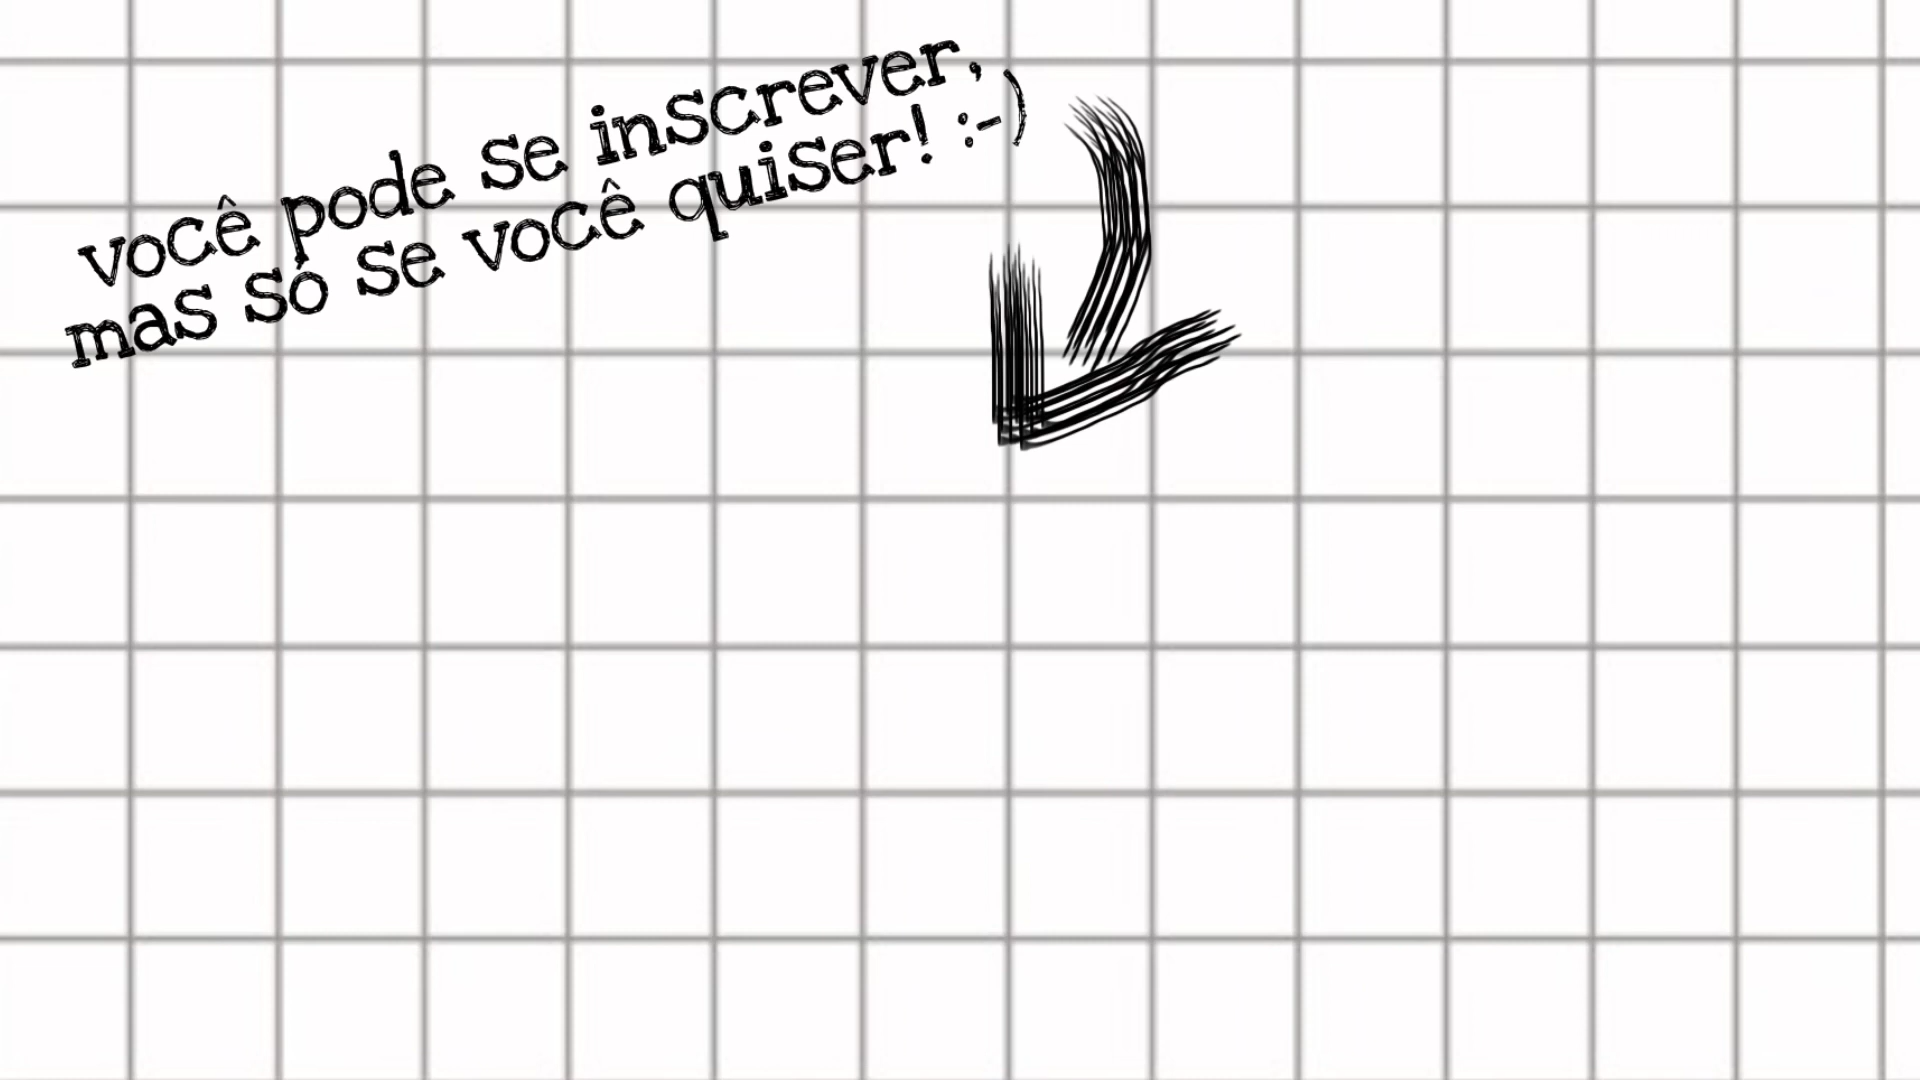 você pode se inscrever,
mas só se você quiser! :-)